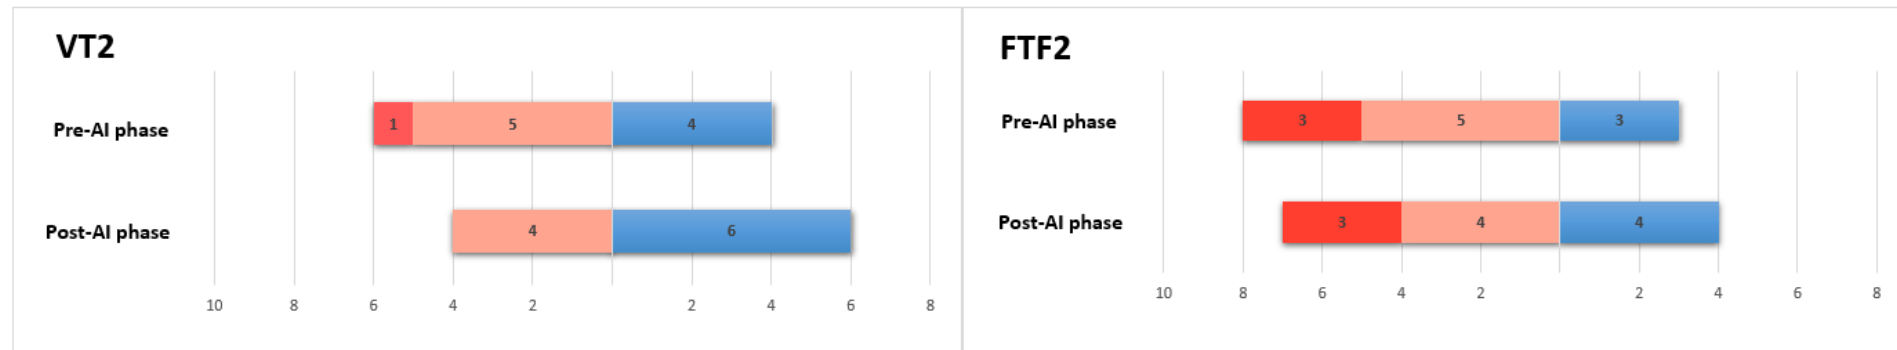 VT2
Pre-AI phase
1 5 4
Post-AI phase
4 6
10 8 6 4 2 2 4 6 8
FTF2
Pre-AI phase
3 5 3
Post-AI phase
3 4 4
10 8 6 4 2 2 4 6 8